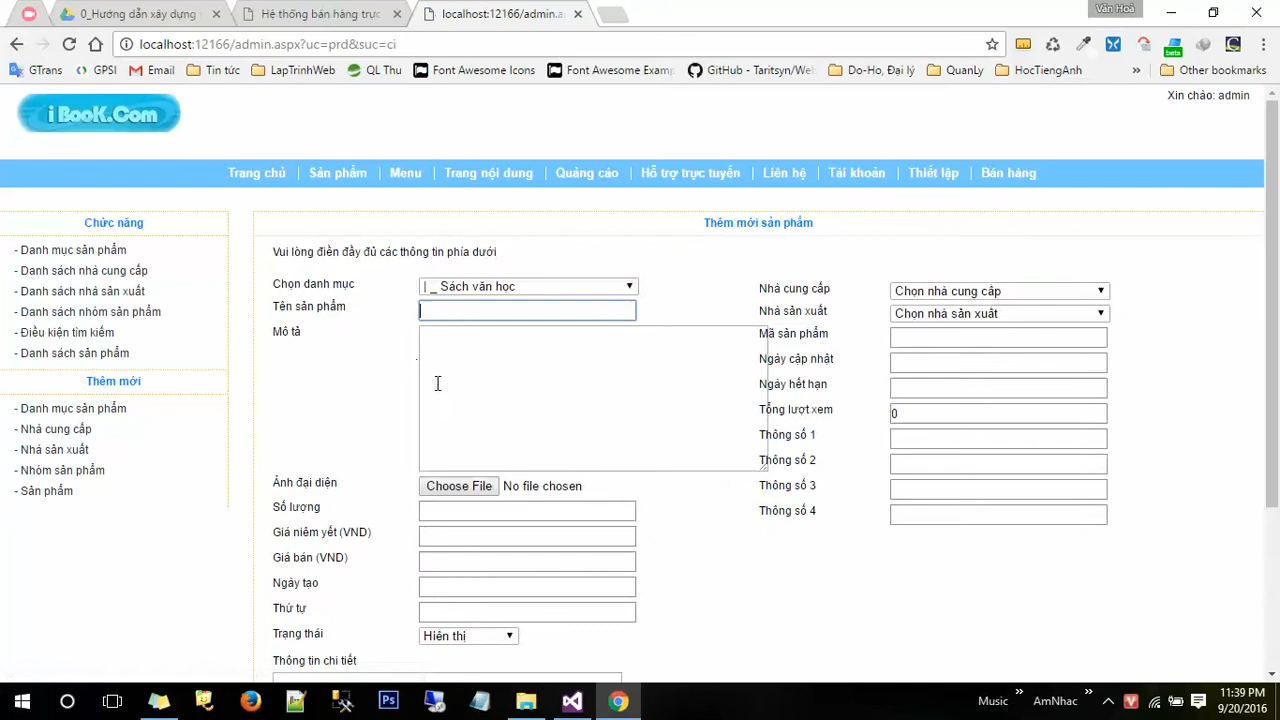 0_Hướng dẫn xây dựng
Hệ thống bán hàng trực
localhost:12166/admin.a
Văn Hoà
localhost:12166/admin.aspx?uc=prd&suc=ci
GTrans
GPSI
Email
Tin tức
LapTrinhWeb
QL Thu
Font Awesome Icons
Font Awesome Examp
GitHub - Taritsyn/Web
Do-Ho, Đại lý
QuanLy
HocTiengAnh
»
Other bookmarks
i BooK.Com
Xin chào: admin
Trang chủ | Sản phẩm | Menu | Trang nội dung | Quảng cáo | Hỗ trợ trực tuyến | Liên hệ | Tài khoản | Thiết lập | Bán hàng
Chức năng
- Danh mục sản phẩm
- Danh sách nhà cung cấp
- Danh sách nhà sản xuất
- Danh sách nhóm sản phẩm
- Điều kiện tìm kiếm
- Danh sách sản phẩm
Thêm mới
- Danh mục sản phẩm
- Nhà cung cấp
- Nhà sản xuất
- Nhóm sản phẩm
- Sản phẩm
Thêm mới sản phẩm
Vui lòng điền đầy đủ các thông tin phía dưới
Chọn danh mục
|_ Sách văn học
Tên sản phẩm
Mô tả
Ảnh đại diện
Choose File No file chosen
Số lượng
Giá niêm yết (VND)
Giá bán (VND)
Ngày tạo
Thứ tự
Trạng thái
Hiển thị
Thông tin chi tiết
Nhà cung cấp
Chọn nhà cung cấp
Nhà sản xuất
Chọn nhà sản xuất
Mã sản phẩm
Ngày cập nhật
Ngày hết hạn
Tổng lượt xem
0
Thông số 1
Thông số 2
Thông số 3
Thông số 4
Music
»
AmNhac
»
11:39 PM
9/20/2016